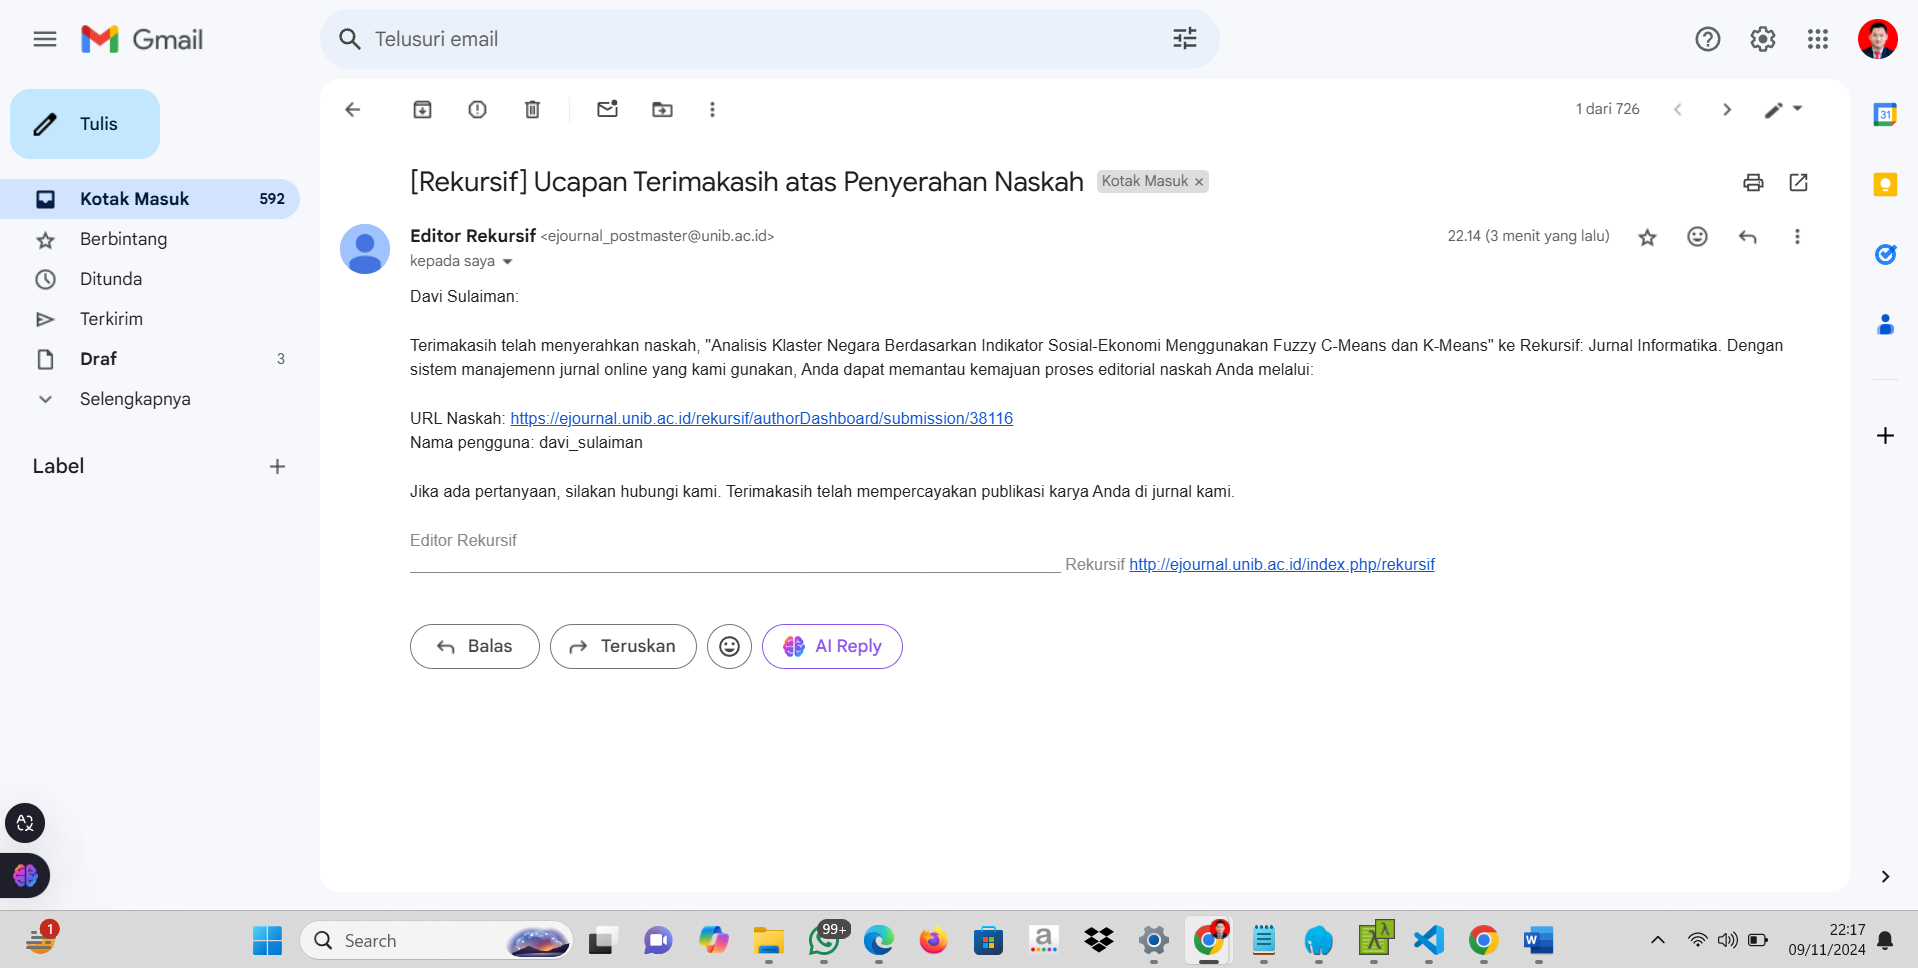 Gmail
Telusuri email
Tulis
1 dari 726
[Rekursif] Ucapan Terimakasih atas Penyerahan Naskah
Kotak Masuk ×
Kotak Masuk 592
Berbintang
Ditunda
Terkirim
Draf 3
Selengkapnya
Label
Editor Rekursif <ejournal_postmaster@unib.ac.id>
22.14 (3 menit yang lalu)
kepada saya
Davi Sulaiman:
Terimakasih telah menyerahkan naskah, "Analisis Klaster Negara Berdasarkan Indikator Sosial-Ekonomi Menggunakan Fuzzy C-Means dan K-Means" ke Rekursif: Jurnal Informatika. Dengan
sistem manajemenn jurnal online yang kami gunakan, Anda dapat memantau kemajuan proses editorial naskah Anda melalui:
URL Naskah: https://ejournal.unib.ac.id/rekursif/authorDashboard/submission/38116
Nama pengguna: davi_sulaiman
Jika ada pertanyaan, silakan hubungi kami. Terimakasih telah mempercayakan publikasi karya Anda di jurnal kami.
Editor Rekursif
Rekursif http://ejournal.unib.ac.id/index.php/rekursif
Balas
Teruskan
AI Reply
31
1
Search
99+
22:17
09/11/2024